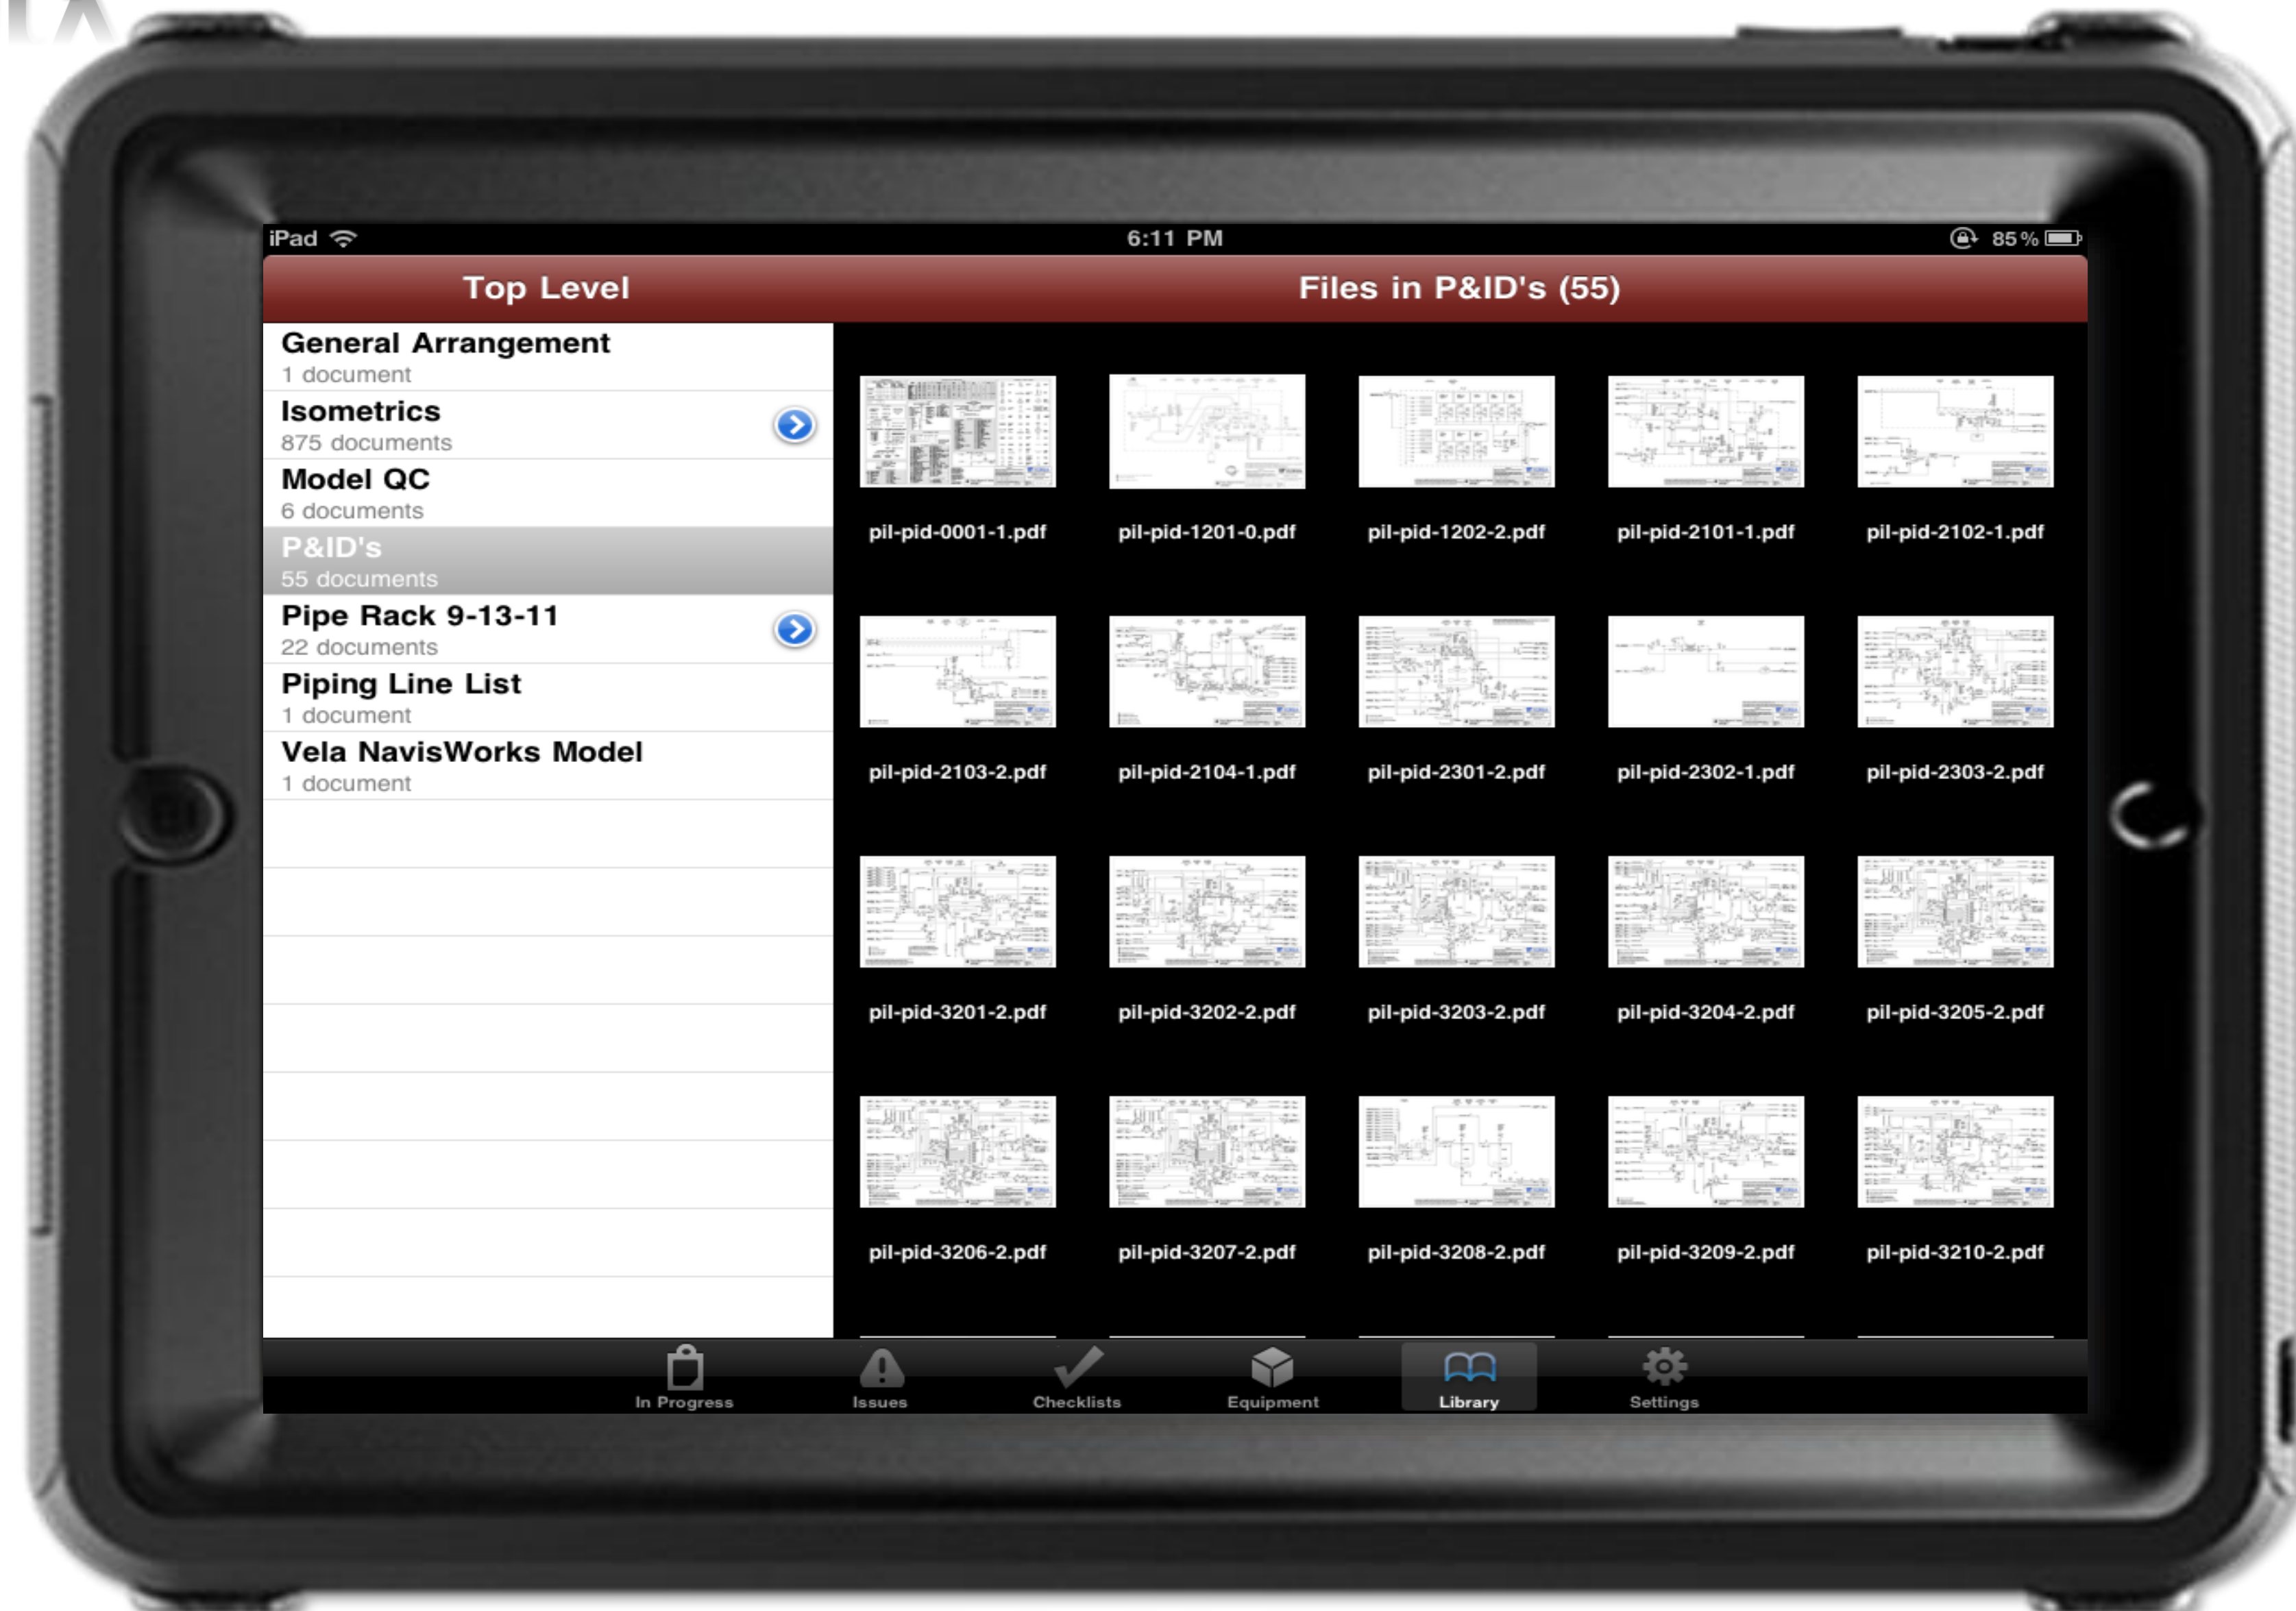 iPad
6:11 PM
85%
Top Level
Files in P&ID's (55)
General Arrangement
1 document
Isometrics
875 documents
Model QC
6 documents
P&ID's
55 documents
Pipe Rack 9-13-11
22 documents
Piping Line List
1 document
Vela NavisWorks Model
1 document
pil-pid-0001-1.pdf
pil-pid-1201-0.pdf
pil-pid-1202-2.pdf
pil-pid-2101-1.pdf
pil-pid-2102-1.pdf
pil-pid-2103-2.pdf
pil-pid-2104-1.pdf
pil-pid-2301-2.pdf
pil-pid-2302-1.pdf
pil-pid-2303-2.pdf
pil-pid-3201-2.pdf
pil-pid-3202-2.pdf
pil-pid-3203-2.pdf
pil-pid-3204-2.pdf
pil-pid-3205-2.pdf
pil-pid-3206-2.pdf
pil-pid-3207-2.pdf
pil-pid-3208-2.pdf
pil-pid-3209-2.pdf
pil-pid-3210-2.pdf
In Progress
Issues
Checklists
Equipment
Library
Settings